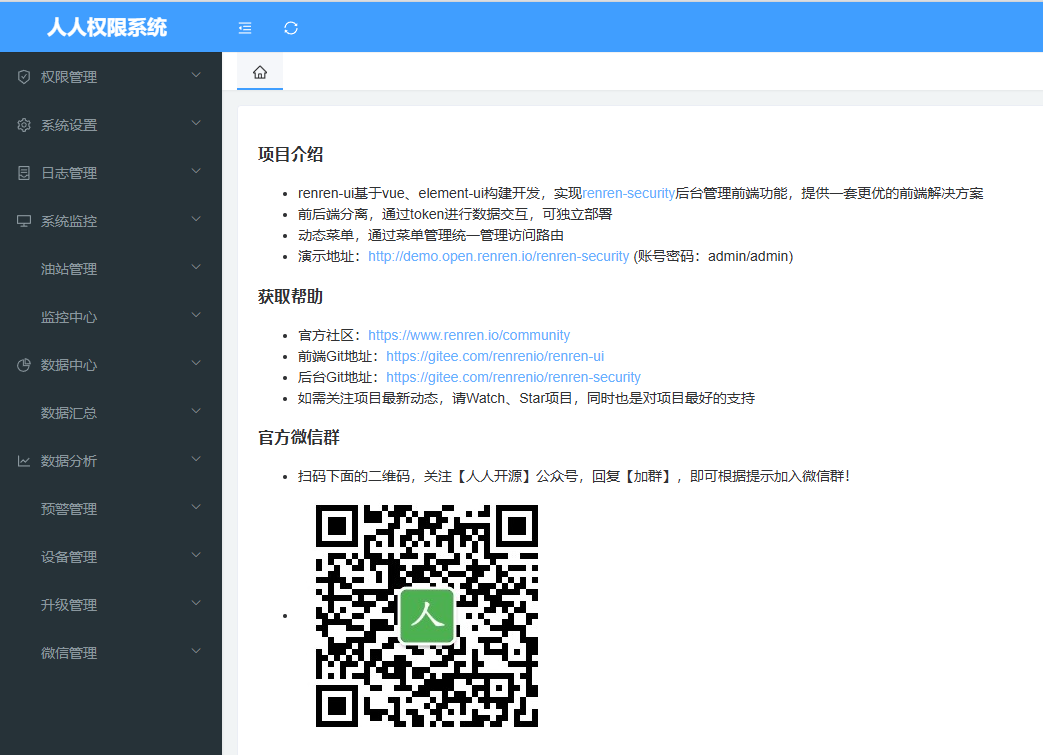 人人权限系统
权限管理
系统设置
日志管理
系统监控
油站管理
监控中心
数据中心
数据汇总
数据分析
预警管理
设备管理
升级管理
微信管理
项目介绍
renren-ui基于vue、element-ui构建开发，实现renren-security后台管理前端功能，提供一套更优的前端解决方案
前后端分离，通过token进行数据交互，可独立部署
动态菜单，通过菜单管理统一管理访问路由
演示地址：http://demo.open.renren.io/renren-security (账号密码：admin/admin)
获取帮助
官方社区：https://www.renren.io/community
前端Git地址：https://gitee.com/renrenio/renren-ui
后台Git地址：https://gitee.com/renrenio/renren-security
如需关注项目最新动态，请Watch、Star项目，同时也是对项目最好的支持
官方微信群
扫码下面的二维码，关注【人人开源】公众号，回复【加群】，即可根据提示加入微信群！
人